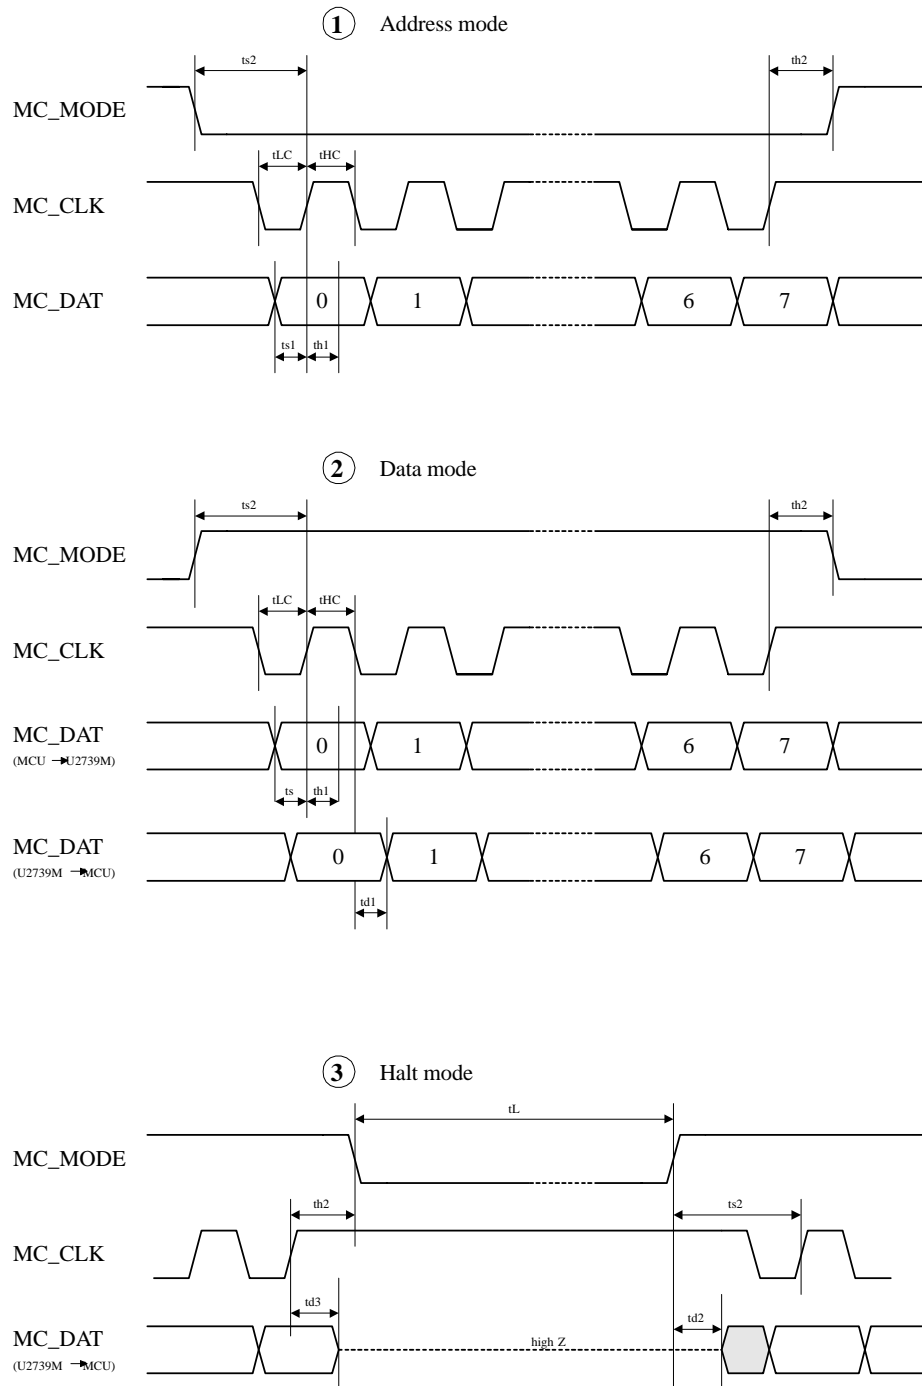 1 Address mode
ts2 th2
MC_MODE
tLC tHC
MC_CLK
MC_DAT 0 1 6 7
ts1 th1
2 Data mode
ts2 th2
MC_MODE
tLC tHC
MC_CLK
MC_DAT 0 1 6 7
(MCU → U2739M)
ts th1
MC_DAT 0 1 6 7
(U2739M → MCU)
td1
3 Halt mode
tL
MC_MODE
th2 ts2
MC_CLK
td3 td2
MC_DAT high Z
(U2739M → MCU)